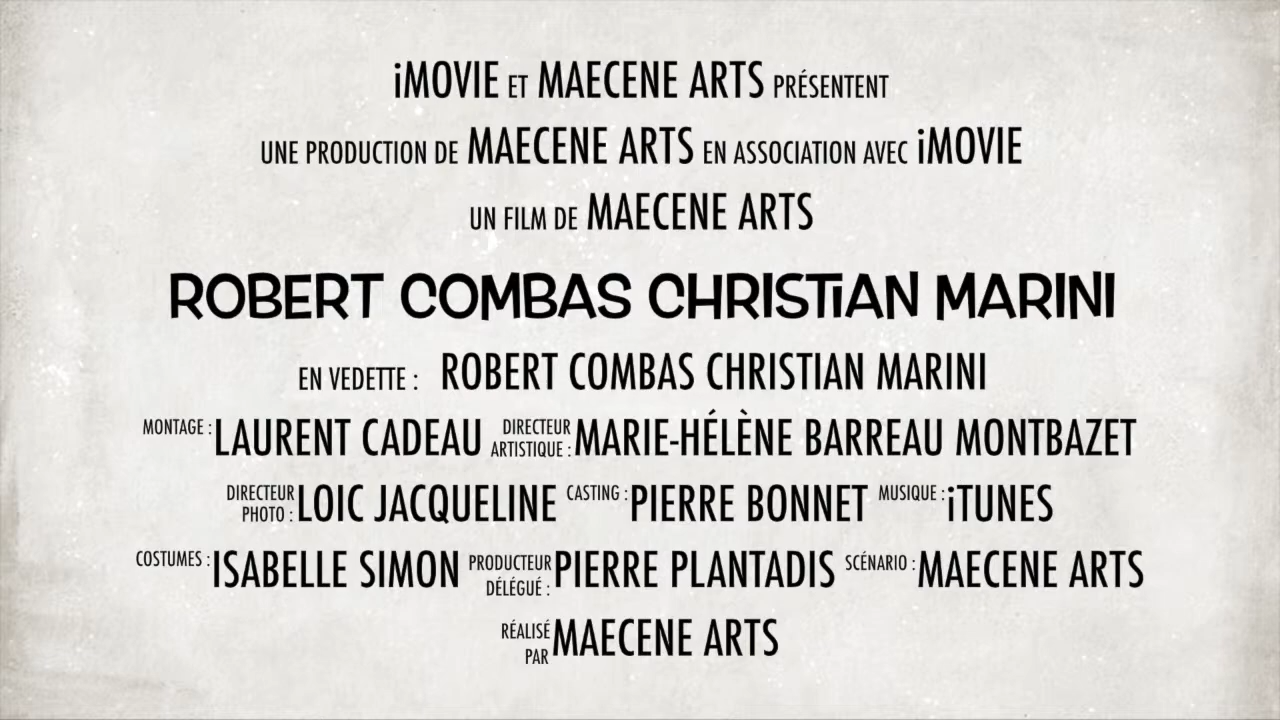 iMOVIE ET MAECENE ARTS PRÉSENTENT
UNE PRODUCTION DE MAECENE ARTS EN ASSOCIATION AVEC iMOVIE
UN FILM DE MAECENE ARTS
ROBERT COMBAS CHRISTIAN MARINI
EN VEDETTE : ROBERT COMBAS CHRISTIAN MARINI
MONTAGE : LAURENT CADEAU DIRECTEUR ARTISTIQUE : MARIE-HÉLÈNE BARREAU MONTBAZET
DIRECTEUR PHOTO : LOIC JACQUELINE CASTING : PIERRE BONNET MUSIQUE : iTUNES
COSTUMES : ISABELLE SIMON PRODUCTEUR DÉLÉGUÉ : PIERRE PLANTADIS SCÉNARIO : MAECENE ARTS
RÉALISÉ PAR MAECENE ARTS